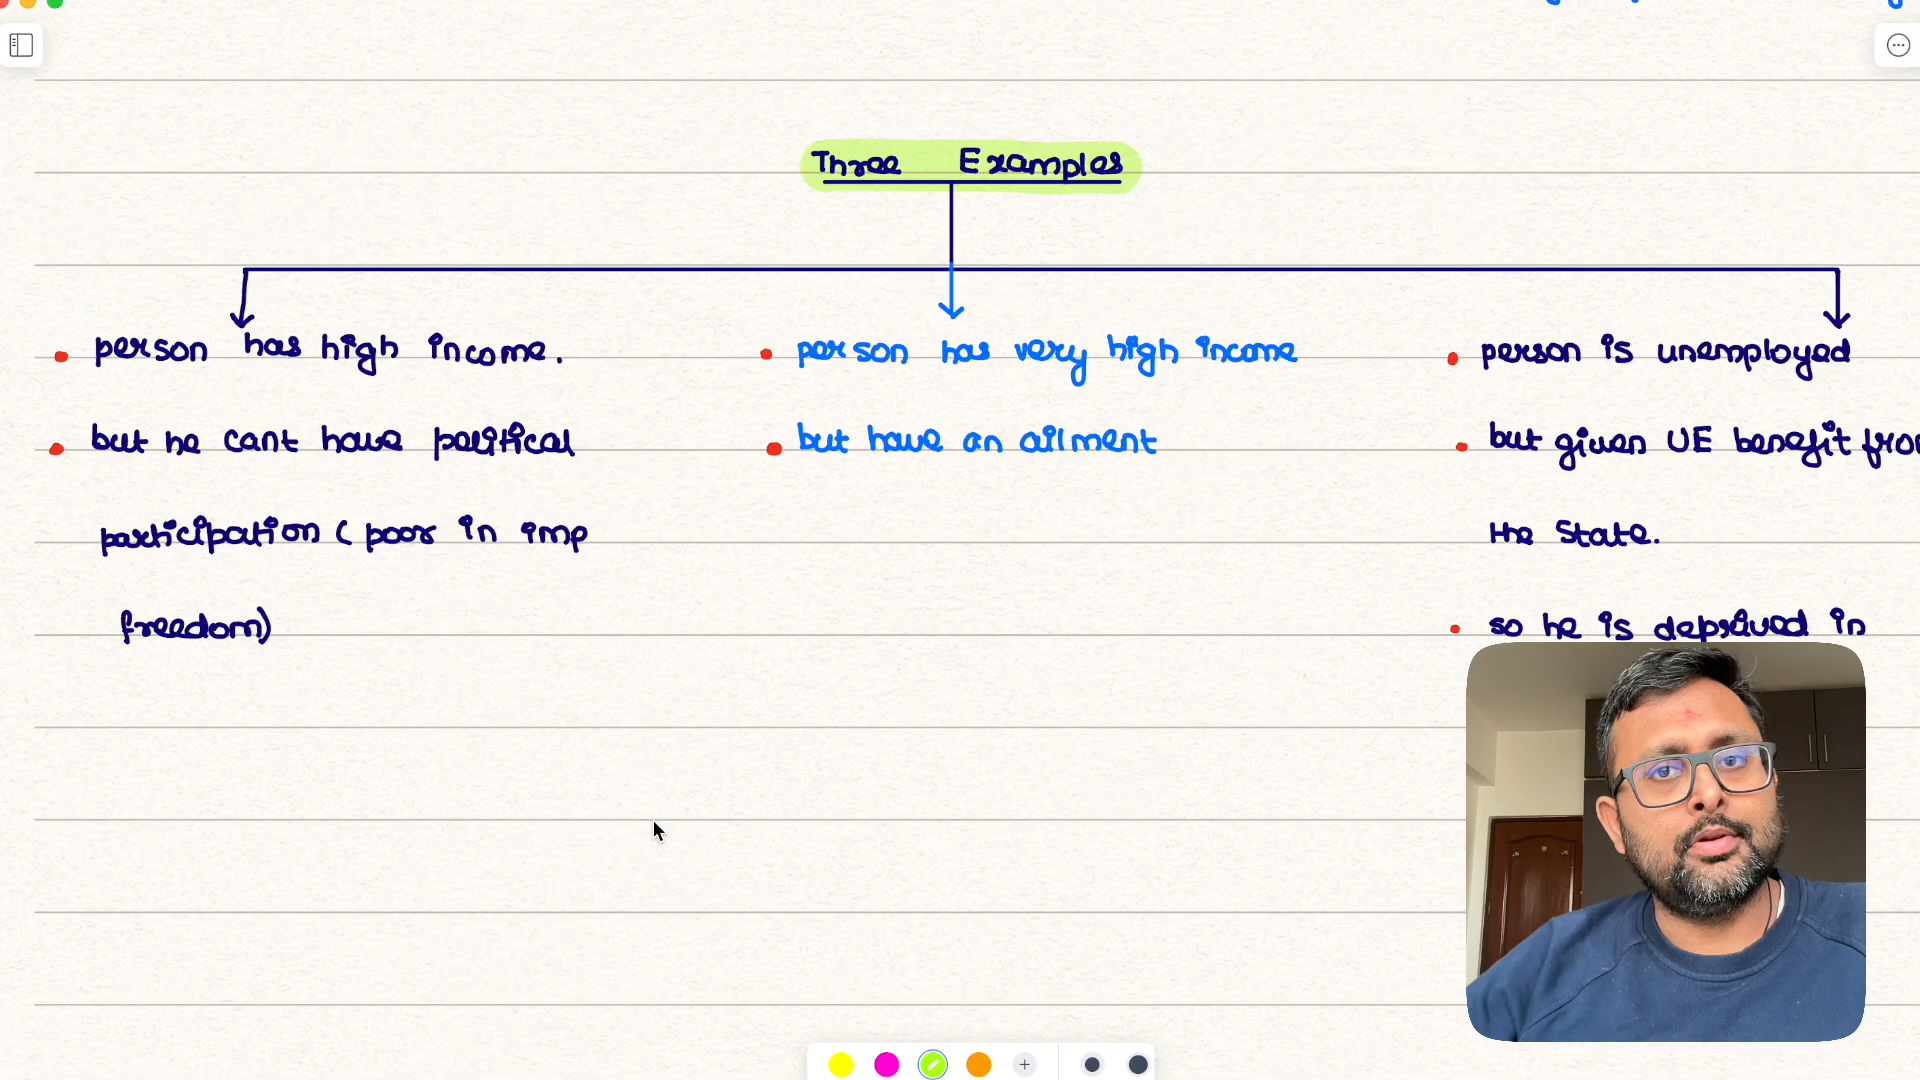 Three Examples
person has high income.
but he cant have political
participation ( poor in imp
freedom)
person has very high income
but have an ailment
person is unemployed
but given UE benefit from
the State.
so he is deprived in